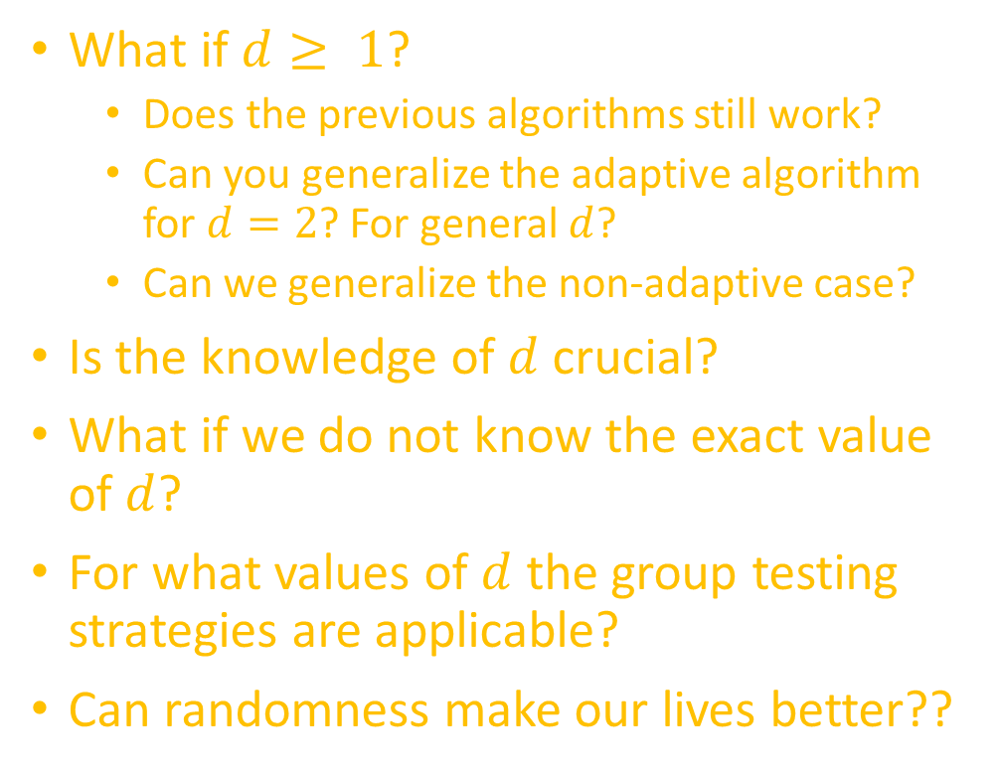 • What if d ≥ 1?
• Does the previous algorithms still work?
• Can you generalize the adaptive algorithm
for d = 2? For general d?
• Can we generalize the non-adaptive case?
• Is the knowledge of d crucial?
• What if we do not know the exact value
of d?
• For what values of d the group testing
strategies are applicable?
• Can randomness make our lives better??